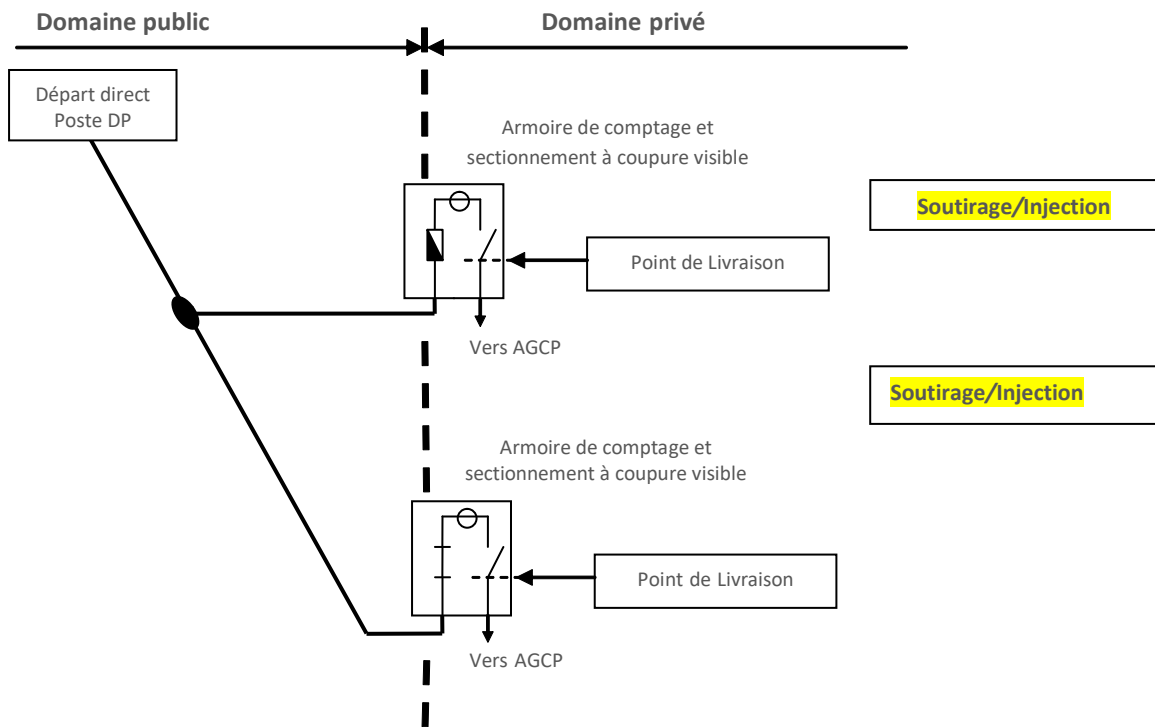 Domaine public
Domaine privé
Départ direct
Poste DP
Armoire de comptage et
sectionnement à coupure visible
Soutirage/Injection
Point de Livraison
Vers AGCP
Soutirage/Injection
Armoire de comptage et
sectionnement à coupure visible
Point de Livraison
Vers AGCP